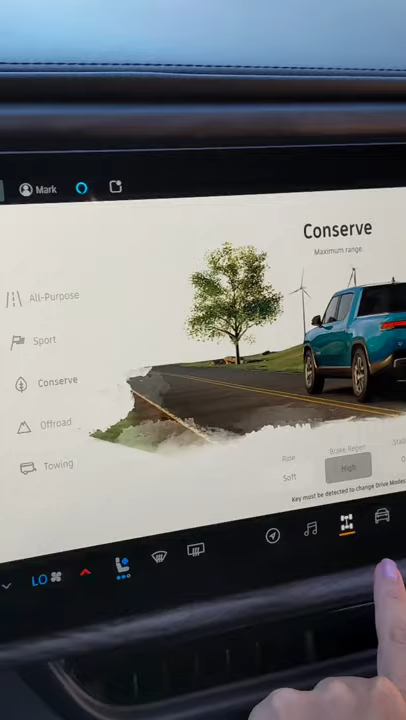 Mark
Conserve
Maximum range
All-Purpose
Sport
Conserve
Offroad
Towing
Ride
Soft
Brake Regen
High
Key must be detected to change Drive Modes
LO